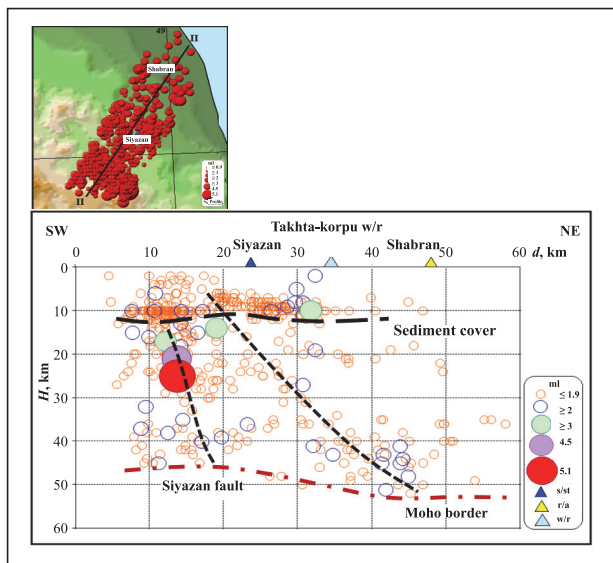 49
II
Shabran
Siyazan
II
ml
≤ 0.9
≥ 1
≥ 2
≥ 3
4.5
5.1
Profile
SW
Takhta-korpu w/r
NE
Siyazan
Shabran
d, km
0 10 20 30 40 50 60
0
10
20
30
40
50
60
H, km
Sediment cover
Siyazan fault
Moho border
ml
≤ 1.9
≥ 2
≥ 3
4.5
5.1
s/st
r/a
w/r